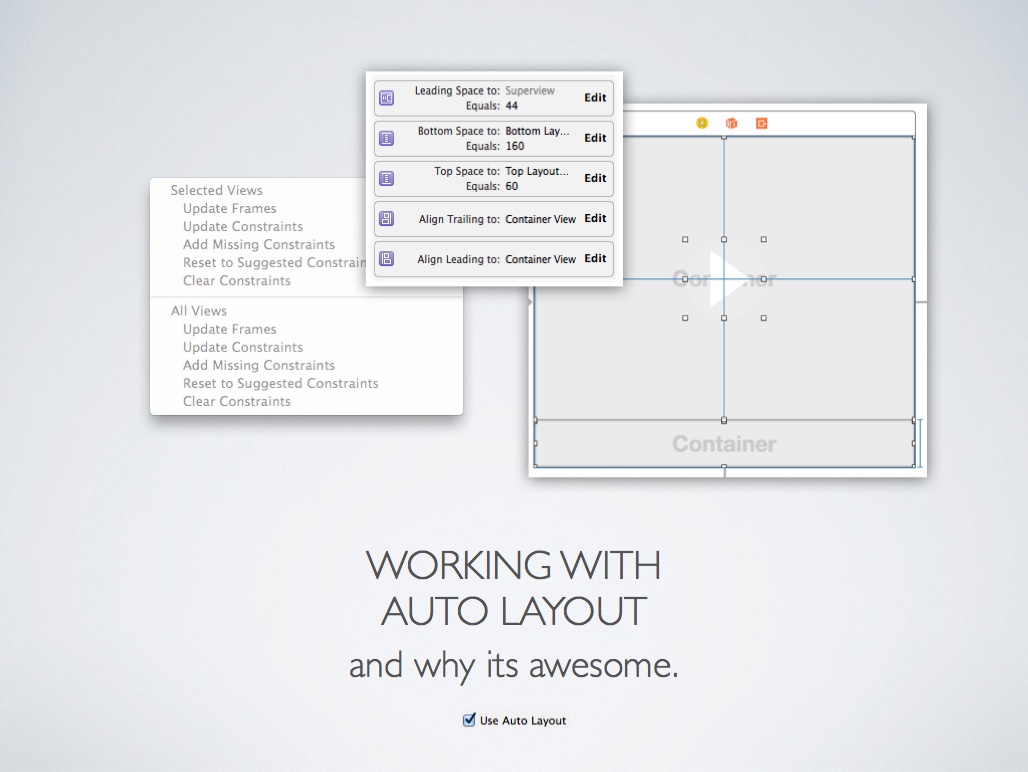 Leading Space to: Superview
Equals: 44
Edit
Bottom Space to: Bottom Lay...
Equals: 160
Edit
Top Space to: Top Layout...
Equals: 60
Edit
Align Trailing to: Container View Edit
Align Leading to: Container View Edit
Selected Views
Update Frames
Update Constraints
Add Missing Constraints
Reset to Suggested Constrain
Clear Constraints
All Views
Update Frames
Update Constraints
Add Missing Constraints
Reset to Suggested Constraints
Clear Constraints
Container
Container
WORKING WITH
AUTO LAYOUT
and why its awesome.
Use Auto Layout